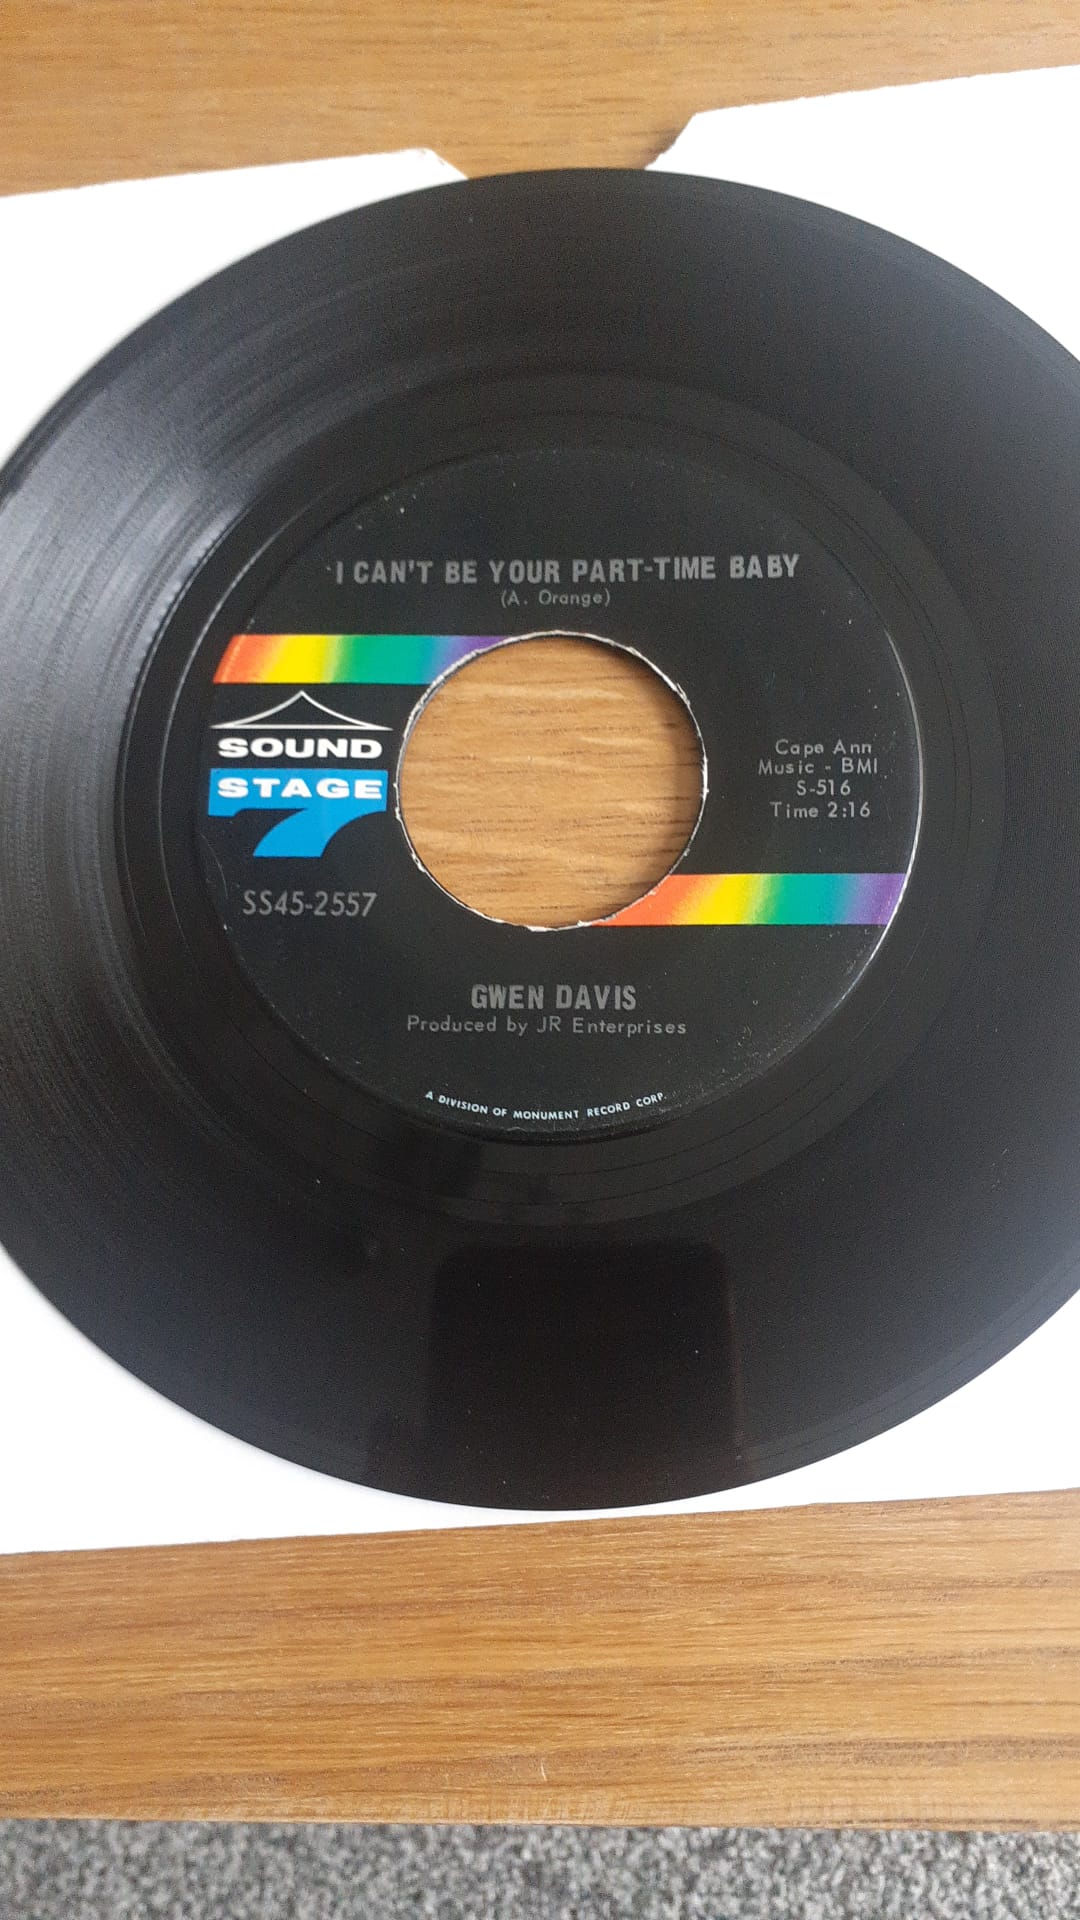 I CAN'T BE YOUR PART-TIME BABY
(A. Orange)
SOUND
STAGE
7
SS45-2557
Cape Ann
Music - BMI
S-516
Time 2:16
GWEN DAVIS
Produced by JR Enterprises
A DIVISION OF MONUMENT RECORD CORP.